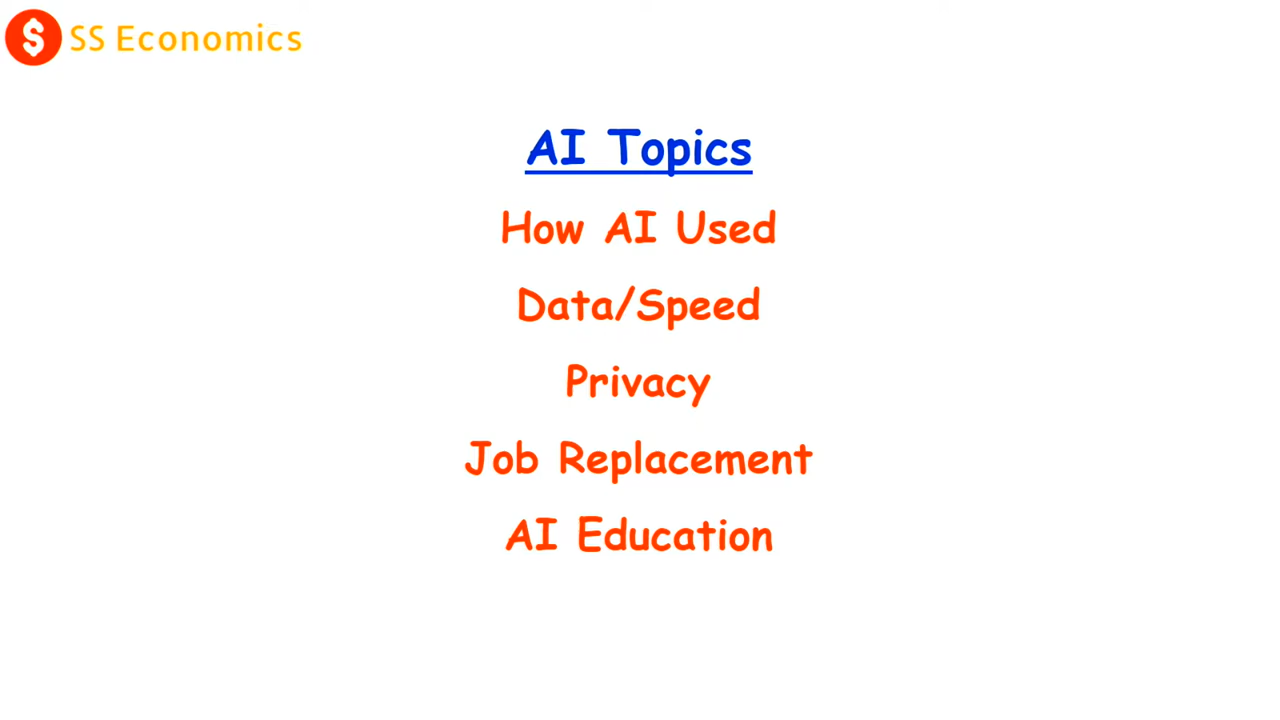 SS Economics
AI Topics
How AI Used
Data/Speed
Privacy
Job Replacement
AI Education